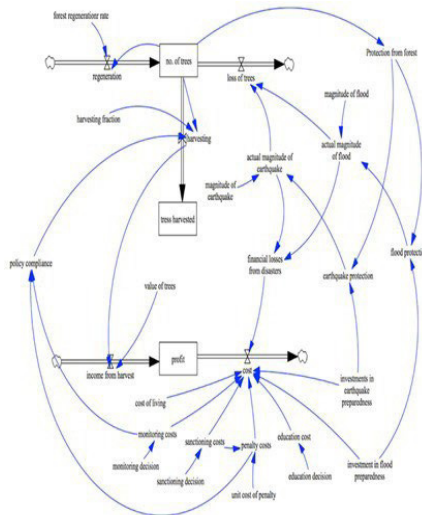 forest regenerationr rate
no. of trees
Protection from forest
regeneration
loss of trees
magnitude of flood
harvesting fraction
harvesting
actual magnitude of
flood
actual magnitude of
earthquake
magnitude of
earthquake
tress harvested
policy compliance
financial losses
from disasters
flood protection
earthquake protection
value of trees
profit
income from harvest
cost
investments in
earthquake
preparedness
cost of living
monitoring costs
sanctioning costs
education cost
penalty costs
investment in flood
preparedness
monitoring decision
sanctioning decision
education decision
unit cost of penalty